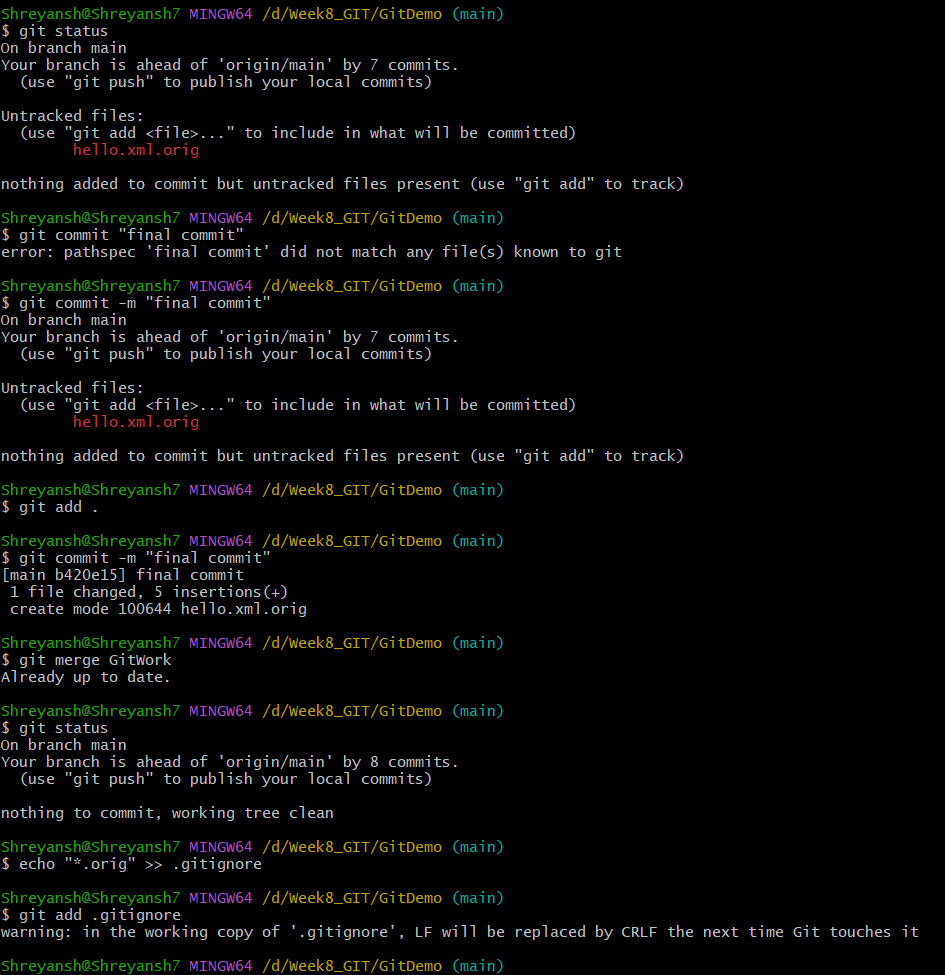 Shreyansh@Shreyansh7 MINGW64 /d/Week8_GIT/GitDemo (main)
$ git status
On branch main
Your branch is ahead of 'origin/main' by 7 commits.
  (use "git push" to publish your local commits)

Untracked files:
  (use "git add <file>..." to include in what will be committed)
        hello.xml.orig

nothing added to commit but untracked files present (use "git add" to track)

Shreyansh@Shreyansh7 MINGW64 /d/Week8_GIT/GitDemo (main)
$ git commit "final commit"
error: pathspec 'final commit' did not match any file(s) known to git

Shreyansh@Shreyansh7 MINGW64 /d/Week8_GIT/GitDemo (main)
$ git commit -m "final commit"
On branch main
Your branch is ahead of 'origin/main' by 7 commits.
  (use "git push" to publish your local commits)

Untracked files:
  (use "git add <file>..." to include in what will be committed)
        hello.xml.orig

nothing added to commit but untracked files present (use "git add" to track)

Shreyansh@Shreyansh7 MINGW64 /d/Week8_GIT/GitDemo (main)
$ git add .

Shreyansh@Shreyansh7 MINGW64 /d/Week8_GIT/GitDemo (main)
$ git commit -m "final commit"
[main b420e15] final commit
 1 file changed, 5 insertions(+)
 create mode 100644 hello.xml.orig

Shreyansh@Shreyansh7 MINGW64 /d/Week8_GIT/GitDemo (main)
$ git merge GitWork
Already up to date.

Shreyansh@Shreyansh7 MINGW64 /d/Week8_GIT/GitDemo (main)
$ git status
On branch main
Your branch is ahead of 'origin/main' by 8 commits.
  (use "git push" to publish your local commits)

nothing to commit, working tree clean

Shreyansh@Shreyansh7 MINGW64 /d/Week8_GIT/GitDemo (main)
$ echo "*.orig" >> .gitignore

Shreyansh@Shreyansh7 MINGW64 /d/Week8_GIT/GitDemo (main)
$ git add .gitignore
warning: in the working copy of '.gitignore', LF will be replaced by CRLF the next time Git touches it

Shreyansh@Shreyansh7 MINGW64 /d/Week8_GIT/GitDemo (main)